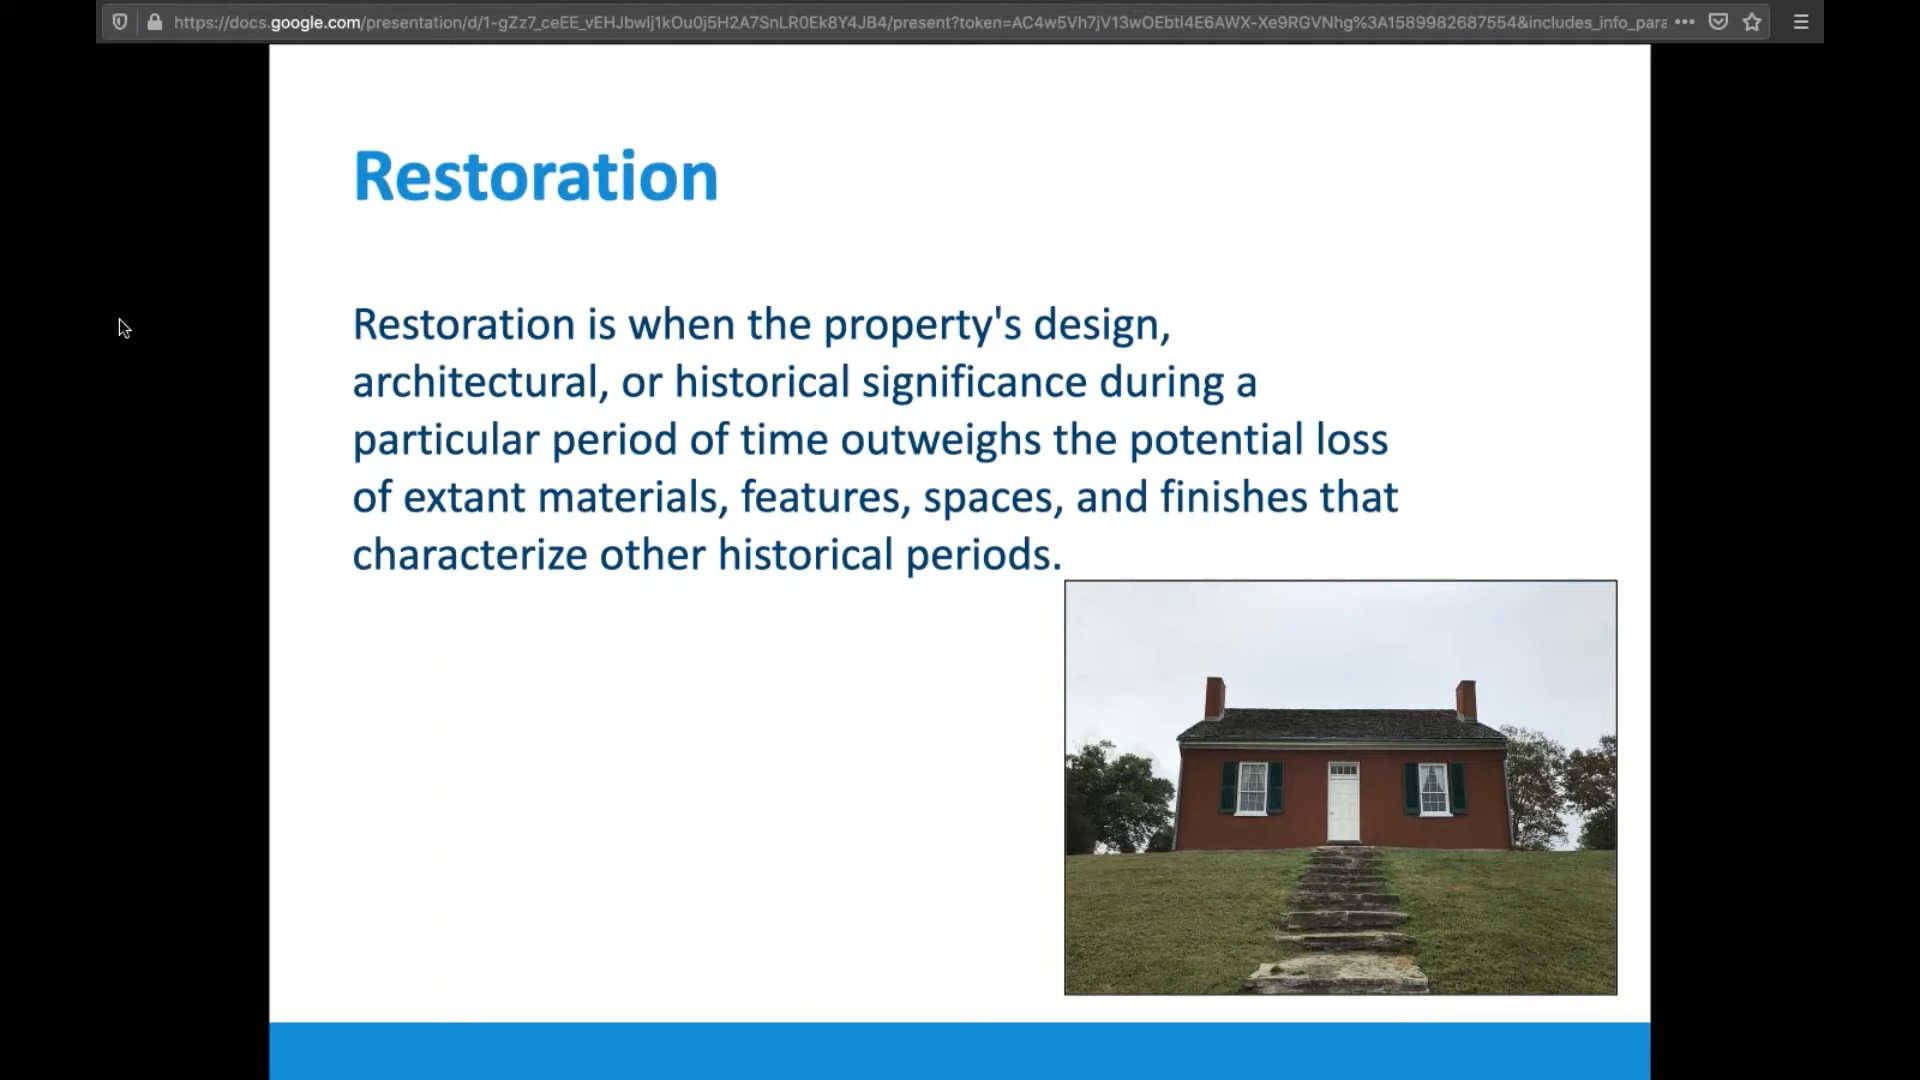 https://docs.google.com/presentation/d/1-gZz7_ceEE_vEHJbwlj1kOu0j5H2A7SnLR0Ek8Y4JB4/present?token=AC4w5Vh7jV13wOEbtl4E6AWX-Xe9RGVNhg%3A1589982687554&includes_info_para
Restoration
Restoration is when the property's design,
architectural, or historical significance during a
particular period of time outweighs the potential loss
of extant materials, features, spaces, and finishes that
characterize other historical periods.